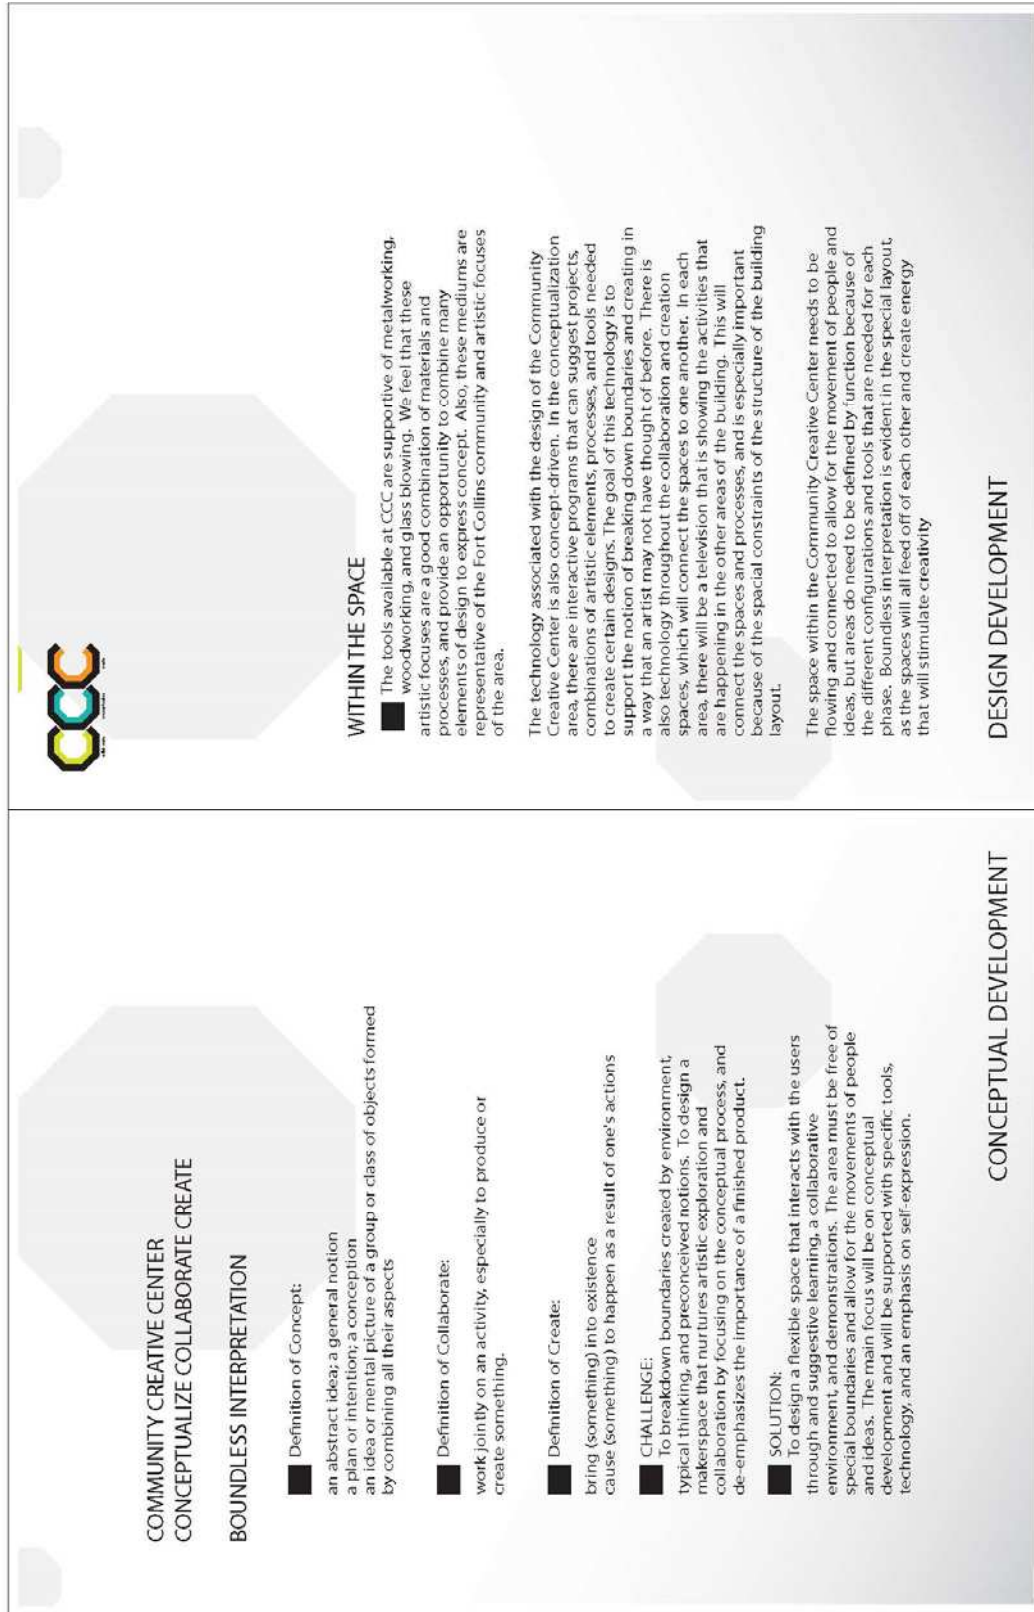 COMMUNITY CREATIVE CENTER
CONCEPTUALIZE COLLABORATE CREATE
BOUNDLESS INTERPRETATION
Definition of Concept:
an abstract idea; a general notion
a plan or intention; a conception
an idea or mental picture of a group or class of objects formed
by combining all their aspects
Definition of Collaborate:
work jointly on an activity, especially to produce or
create something.
Definition of Create:
bring (something) into existence
cause (something) to happen as a result of one's actions
CHALLENGE:
To breakdown boundaries created by environment,
typical thinking, and preconceived notions. To design a
makerspace that nurtures artistic exploration and
collaboration by focusing on the conceptual process, and
de-emphasizes the importance of a finished product.
SOLUTION:
To design a flexible space that interacts with the users
through and suggestive learning, a collaborative
environment, and demonstrations. The area must be free of
special boundaries and allow for the movements of people
and ideas. The main focus will be on conceptual
development and will be supported with specific tools,
technology, and an emphasis on self-expression.
CONCEPTUAL DEVELOPMENT
CCC
WITHIN THE SPACE
The tools available at CCC are supportive of metalworking,
woodworking, and glass blowing. We feel that these
artistic focuses are a good combination of materials and
processes, and provide an opportunity to combine many
elements of design to express concept. Also, these mediums are
representative of the Fort Collins community and artistic focuses
of the area.
The technology associated with the design of the Community
Creative Center is also concept-driven. In the conceptualization
area, there are interactive programs that can suggest projects,
combinations of artistic elements, processes, and tools needed
to create certain designs. The goal of this technology is to
support the notion of breaking down boundaries and creating in
a way that an artist may not have thought of before. There is
also technology throughout the collaboration and creation
spaces, which will connect the spaces to one another. In each
area, there will be a television that is showing the activities that
are happening in the other areas of the building. This will
connect the spaces and processes, and is especially important
because of the spacial constraints of the structure of the building
layout.
The space within the Community Creative Center needs to be
flowing and connected to allow for the movement of people and
ideas, but areas do need to be defined by function because of
the different configurations and tools that are needed for each
phase. Boundless interpretation is evident in the special layout,
as the spaces will all feed off of each other and create energy
that will stimulate creativity
DESIGN DEVELOPMENT